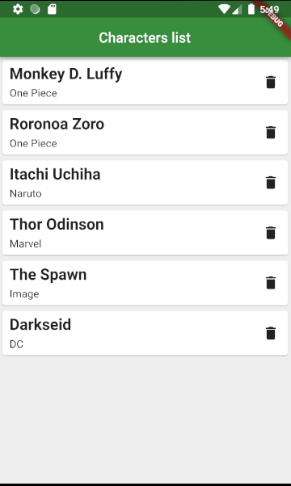 5:49
DEBUG
Characters list
Monkey D. Luffy
One Piece
Roronoa Zoro
One Piece
Itachi Uchiha
Naruto
Thor Odinson
Marvel
The Spawn
Image
Darkseid
DC